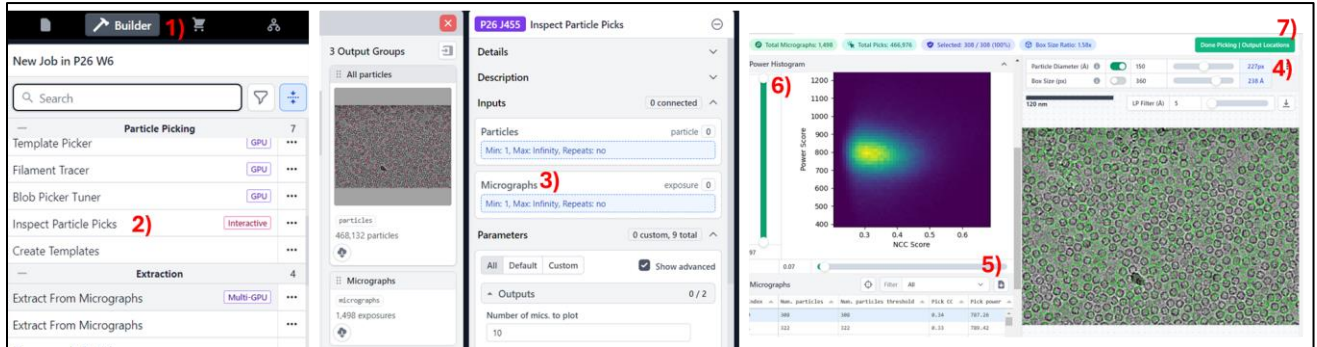 Builder 1)
New Job in P26 W6
Search
Particle Picking 7
Template Picker GPU
Filament Tracer GPU
Blob Picker Tuner GPU
Inspect Particle Picks 2) Interactive
Create Templates
Extraction 4
Extract From Micrographs Multi-GPU
Extract From Micrographs
3 Output Groups
All particles
particles
468,132 particles
Micrographs
micrographs
1,498 exposures
P26 J455 Inspect Particle Picks
Details
Description
Inputs 0 connected
Particles particle 0
Min: 1, Max: Infinity, Repeats: no
Micrographs 3) exposure 0
Min: 1, Max: Infinity, Repeats: no
Parameters 0 custom, 9 total
All Default Custom Show advanced
Outputs 0 / 2
Number of mics. to plot
10
7)
Total Micrographs: 1,498 Total Picks: 466,976 Selected: 308 / 308 (100%) Box Size Ratio: 1.58x Done Picking | Output Locations
Power Histogram
6)
1200
1100
1000
900
800
700
600
500
400
Power Score
0.3 0.4 0.5 0.6
NCC Score
97
0.07
5)
Micrographs Filter All
Index Num. particles Num. particles threshold Pick CC Pick power
308 308 0.34 787.26
322 322 0.33 789.42
Particle Diameter (Å) 150 227px 4)
Box Size (px) 360 238 Å
120 nm LP Filter (Å) 5